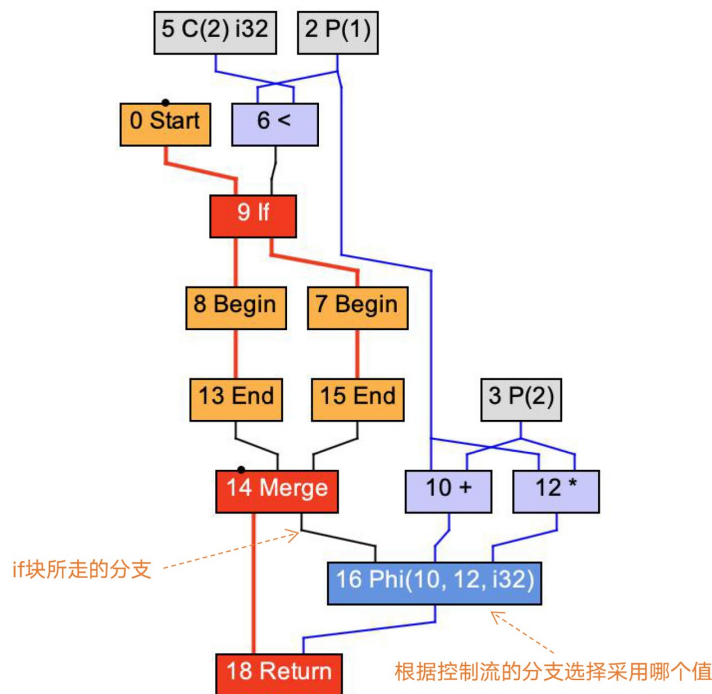 5 C(2) i32
2 P(1)
0 Start
6 <
9 If
8 Begin
7 Begin
13 End
15 End
3 P(2)
14 Merge
10 +
12 *
if块所走的分支
16 Phi(10, 12, i32)
18 Return
根据控制流的分支选择采用哪个值